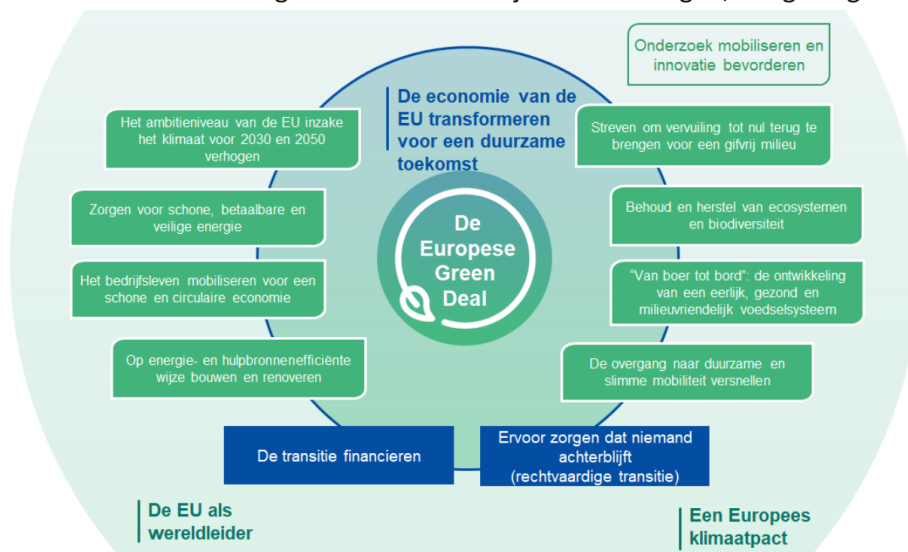 Onderzoek mobiliseren en
innovatie bevorderen
De economie van de
EU transformeren
voor een duurzame
toekomst
Het ambitieniveau van de EU inzake
het klimaat voor 2030 en 2050
verhogen
Zorgen voor schone, betaalbare en
veilige energie
Het bedrijfsleven mobiliseren voor een
schone en circulaire economie
Op energie- en hulpbronnenefficiënte
wijze bouwen en renoveren
De
Europese
Green
Deal
Streven om vervuiling tot nul terug te
brengen voor een gifvrij milieu
Behoud en herstel van ecosystemen
en biodiversiteit
"Van boer tot bord": de ontwikkeling
van een eerlijk, gezond en
milieuvriendelijk voedselsysteem
De overgang naar duurzame en
slimme mobiliteit versnellen
De transitie financieren
Ervoor zorgen dat niemand
achterblijft
(rechtvaardige transitie)
De EU als
wereldleider
Een Europees
klimaatpact